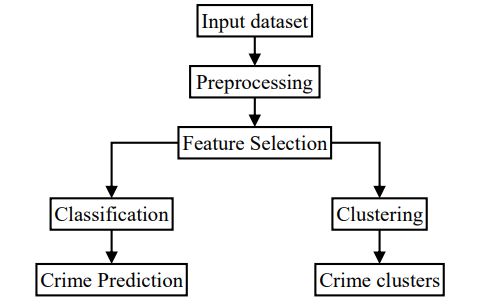 Input dataset
Preprocessing
Feature Selection
Classification
Clustering
Crime Prediction
Crime clusters